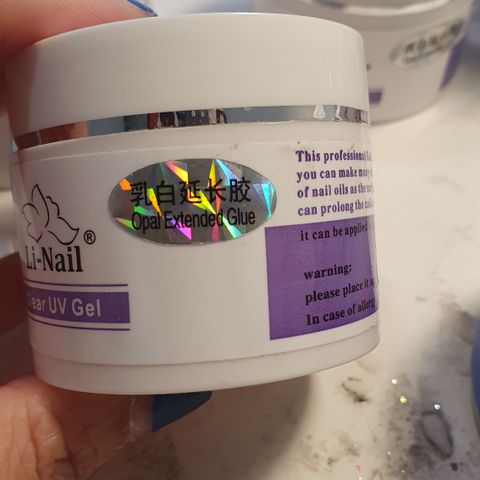 Li-Nail®
Clear UV Gel
乳白延长胶
Opal Extended Glue
This professional Gel
you can make many
of nail oils as the
can prolong the
it can be applied
warning:
please place it
In case of allergy